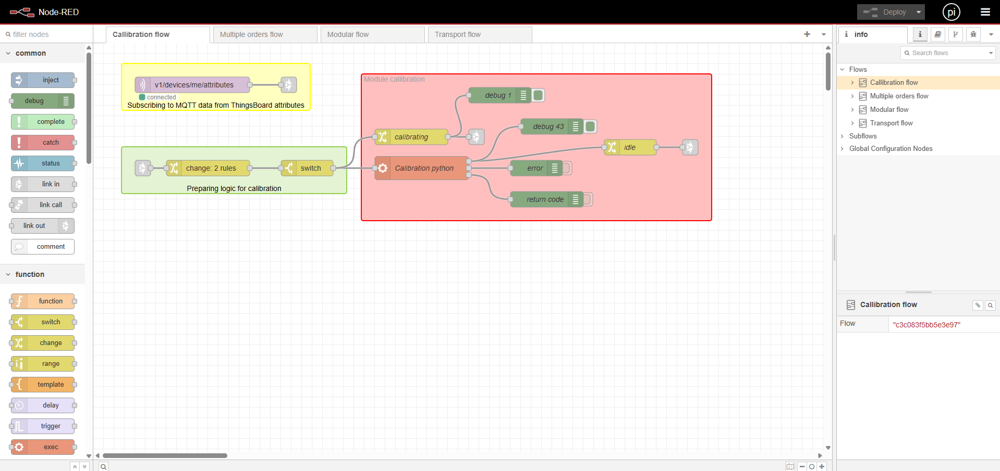 Node-RED
Deploy
pi
filter nodes
Callibration flow
Multiple orders flow
Modular flow
Transport flow
info
common
inject
debug
complete
catch
status
link in
link call
link out
comment
function
function
switch
change
range
template
delay
trigger
exec
v1/devices/me/attributes
connected
Subscribing to MQTT data from ThingsBoard attributes
change: 2 rules
switch
Preparing logic for calibration
Module callibration
debug 1
debug 43
calibrating
idle
Calibration python
error
return code
Search flows
Flows
Callibration flow
Multiple orders flow
Modular flow
Transport flow
Subflows
Global Configuration Nodes
Callibration flow
Flow
"c3c083f5bb5e3e97"